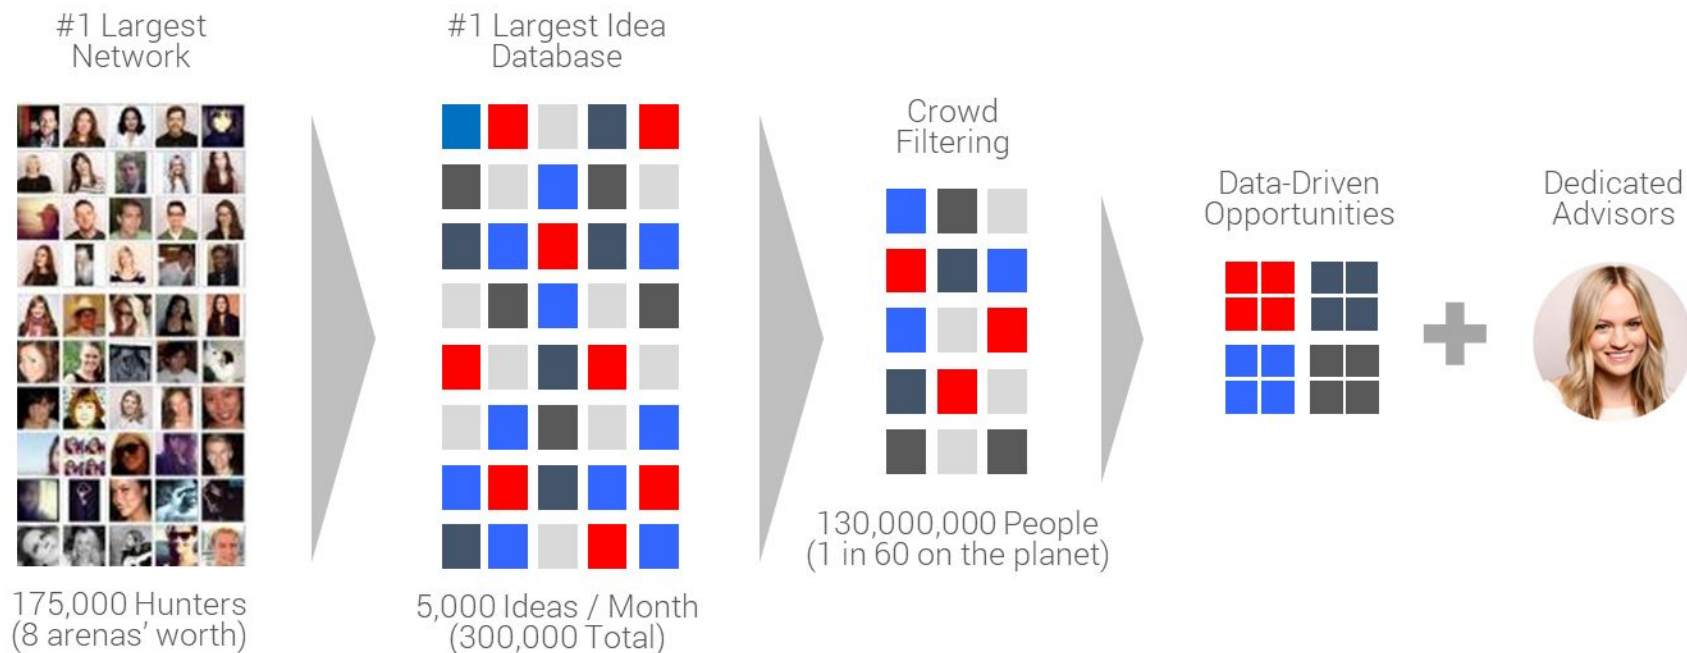 #1 Largest
Network
175,000 Hunters
(8 arenas’ worth)
#1 Largest Idea
Database
5,000 Ideas / Month
(300,000 Total)
Crowd
Filtering
130,000,000 People
(1 in 60 on the planet)
Data-Driven
Opportunities
Dedicated
Advisors